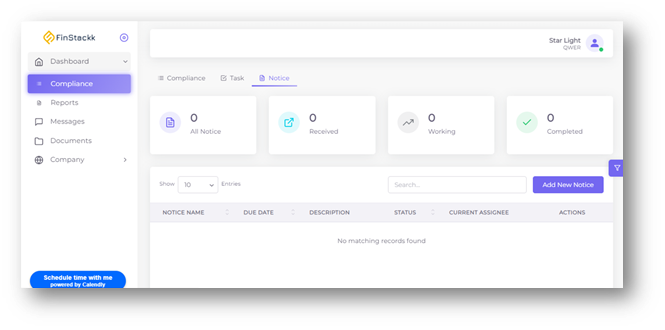 FinStackk
Star Light
QWER
Dashboard
Compliance
Reports
Messages
Documents
Company
Schedule time with me
powered by Calendly
Compliance Task Notice
0
All Notice
0
Received
0
Working
0
Completed
Show 10 Entries Search... Add New Notice
NOTICE NAME DUE DATE DESCRIPTION STATUS CURRENT ASSIGNEE ACTIONS
No matching records found